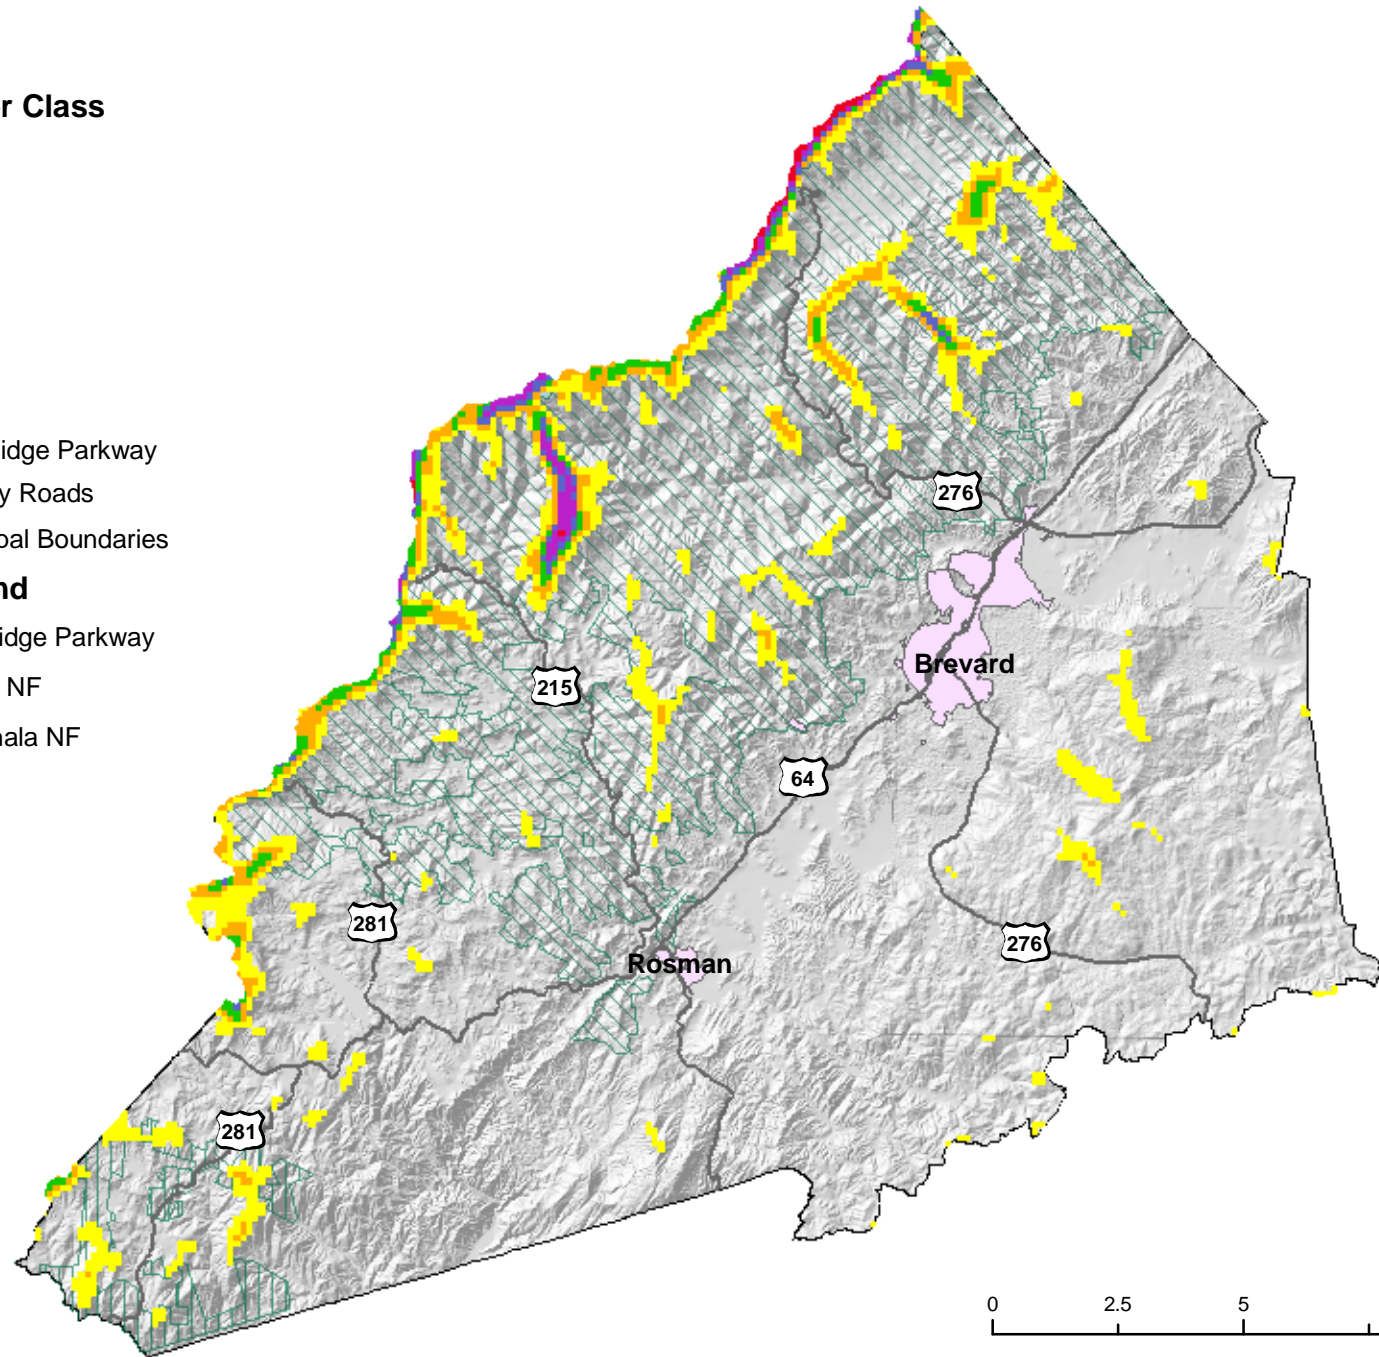 r Class
idge Parkway
y Roads
pal Boundaries
nd
idge Parkway
NF
ala NF
276
Brevard
215
64
281
276
Rosman
281
0 2.5 5